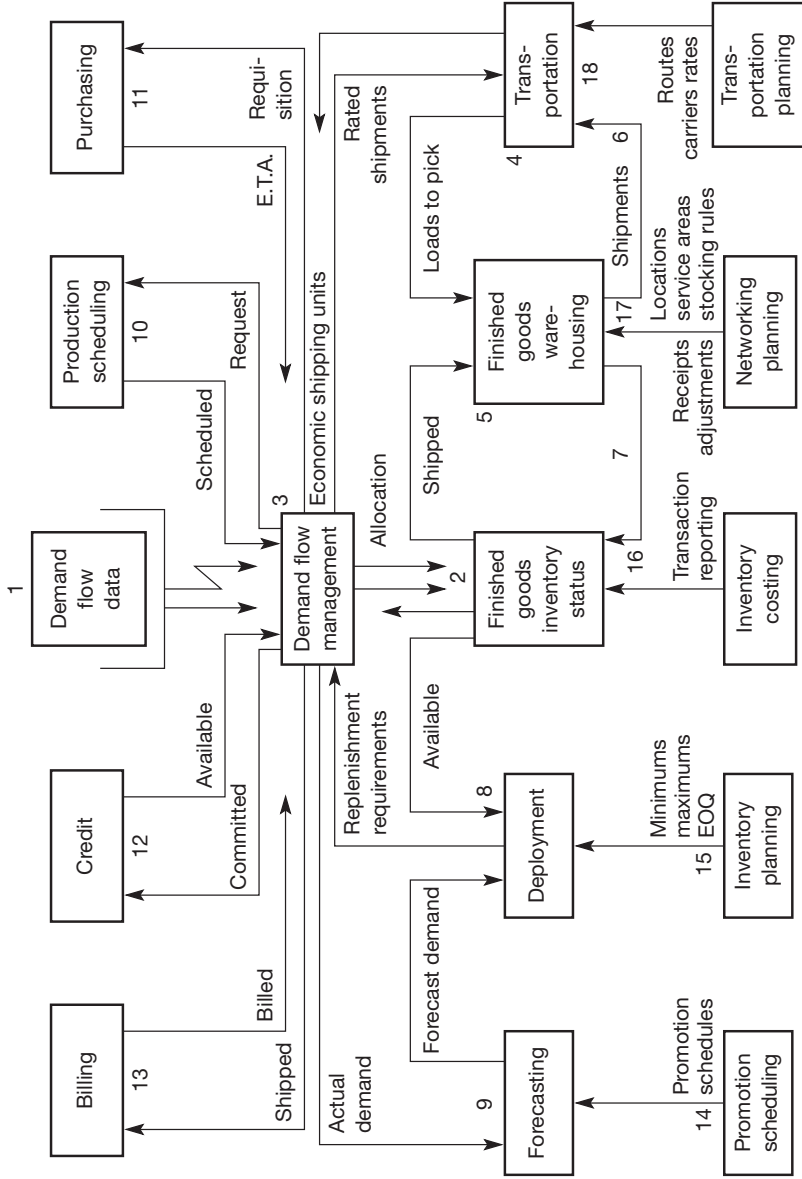 1
Demand
flow
data
Billing
13
Credit
12
Production
scheduling
10
Purchasing
11
Shipped
Billed
Committed
Available
Scheduled
Request
E.T.A.
Requi-
sition
3
Demand flow
management
Economic shipping units
Actual
demand
Replenishment
requirements
Allocation
Rated
shipments
Forecast demand
Available
Shipped
Loads to pick
9
Forecasting
8
Deployment
2
Finished
goods
inventory
status
16
5
Finished
goods
ware-
housing
17
4
Trans-
portation
18
7
6
Shipments
Promotion
schedules
14
Minimums
maximums
EOQ
15
Transaction
reporting
Receipts
adjustments
Locations
service areas
stocking rules
Routes
carriers rates
Promotion
scheduling
Inventory
planning
Inventory
costing
Networking
planning
Trans-
portation
planning